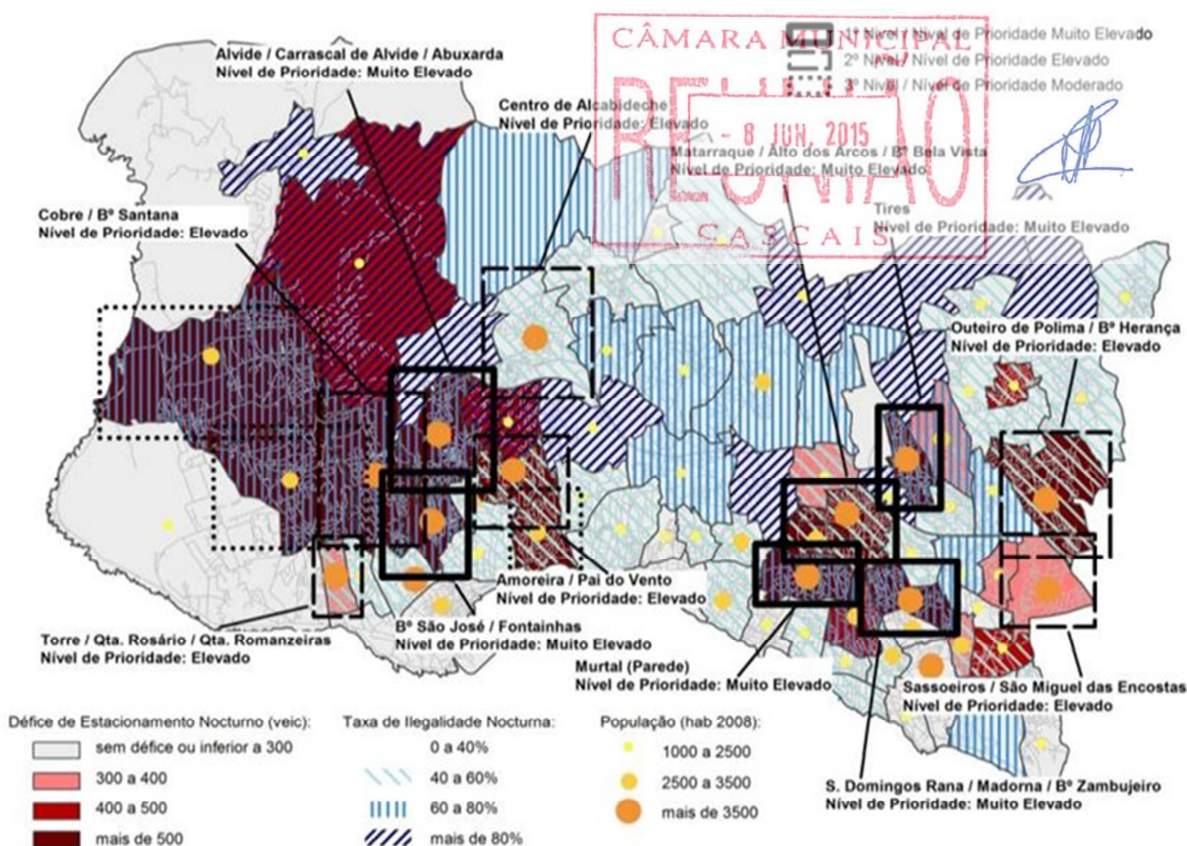 CÂMARA MUNICIPAL
REUNIÃO
- 8 JUN, 2015
CASCAIS
1º Nivel / Nivel de Prioridade Muito Elevado
2º Nivel / Nivel de Prioridade Elevado
3º Nivel / Nivel de Prioridade Moderado
Alvide / Carrascal de Alvide / Abuxarda
Nível de Prioridade: Muito Elevado
Centro de Alcabideche
Nível de Prioridade: Elevado
Matarraque / Alto dos Arcos / Bº Bela Vista
Nível de Prioridade: Muito Elevado
Cobre / Bº Santana
Nível de Prioridade: Elevado
Tires
Nível de Prioridade: Muito Elevado
Outeiro de Polima / Bº Herança
Nível de Prioridade: Elevado
Amoreira / Pai do Vento
Nível de Prioridade: Elevado
Torre / Qta. Rosário / Qta. Romanzeiras
Nível de Prioridade: Elevado
Bº São José / Fontainhas
Nível de Prioridade: Muito Elevado
Murtal (Parede)
Nível de Prioridade: Muito Elevado
Sassoeiros / São Miguel das Encostas
Nível de Prioridade: Elevado
S. Domingos Rana / Madorna / Bº Zambujeiro
Nível de Prioridade: Muito Elevado
Défice de Estacionamento Nocturno (veic):
sem défice ou inferior a 300
300 a 400
400 a 500
mais de 500
Taxa de Ilegalidade Nocturna:
0 a 40%
40 a 60%
60 a 80%
mais de 80%
População (hab 2008):
1000 a 2500
2500 a 3500
mais de 3500